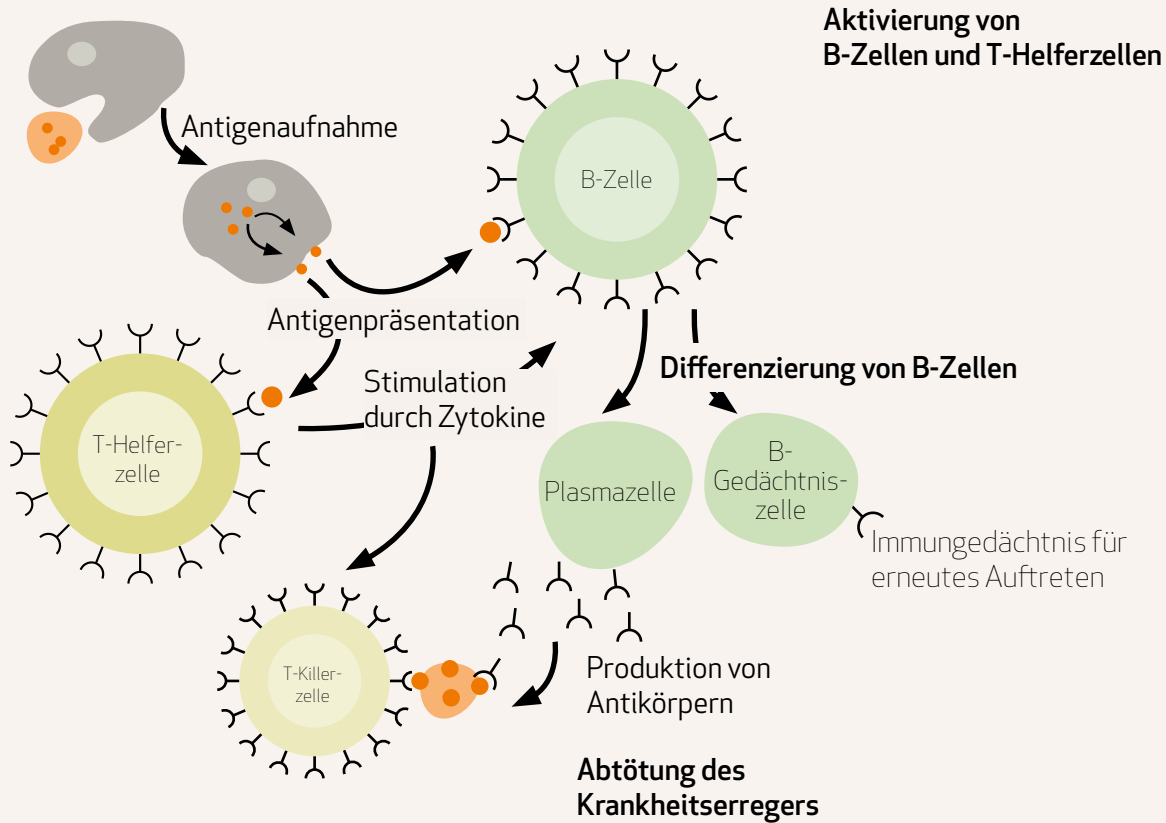 Aktivierung von
B-Zellen und T-Helferzellen
Antigenaufnahme
B-Zelle
Antigenpräsentation
Differenzierung von B-Zellen
Stimulation
durch Zytokine
T-Helfer-
zelle
Plasmazelle
B-
Gedächtnis-
zelle
Immungedächtnis für
erneutes Auftreten
T-Killer-
zelle
Produktion von
Antikörpern
Abtötung des
Krankheitserregers